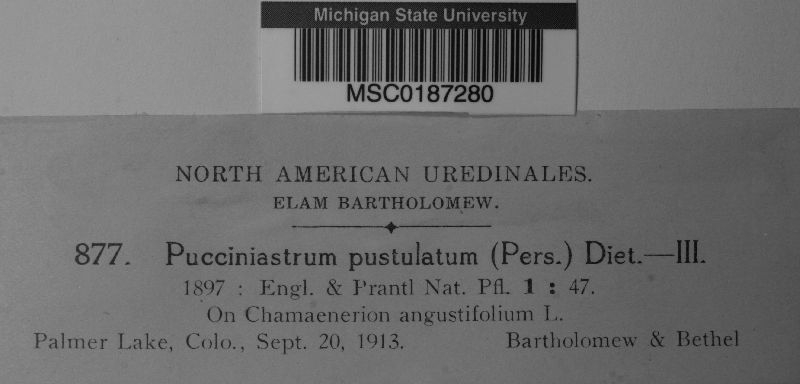 Michigan State University
MSC0187280
NORTH AMERICAN UREDINALES.
ELAM BARTHOLOMEW.
877. Pucciniastrum pustulatum (Pers.) Diet.—III.
1897 : Engl. & Prantl Nat. Pfl. 1 : 47.
On Chamaenerion angustifolium L.
Palmer Lake, Colo., Sept. 20, 1913. Bartholomew & Bethel